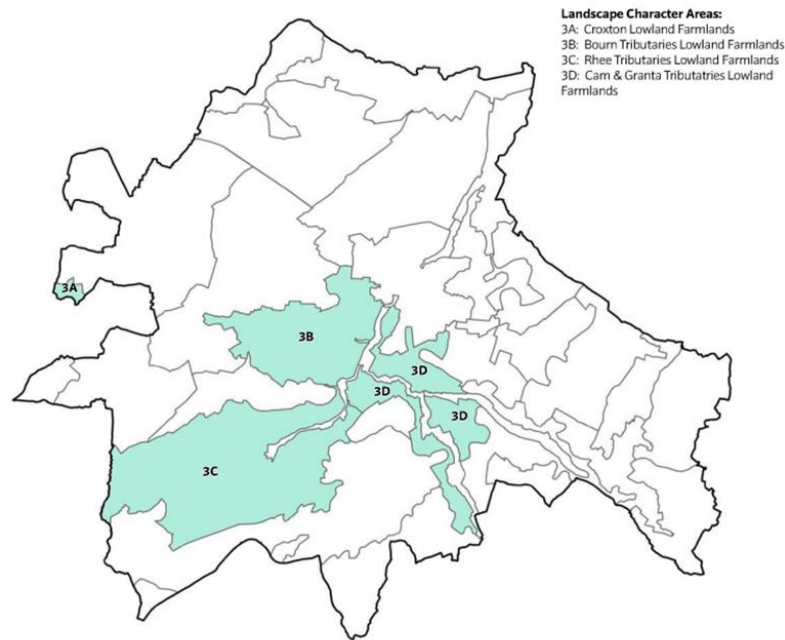 Landscape Character Areas:
3A: Croxton Lowland Farmlands
3B: Bourn Tributaries Lowland Farmlands
3C: Rhee Tributaries Lowland Farmlands
3D: Cam & Granta Tributatries Lowland
Farmlands
3A
3B
3D
3D
3D
3C